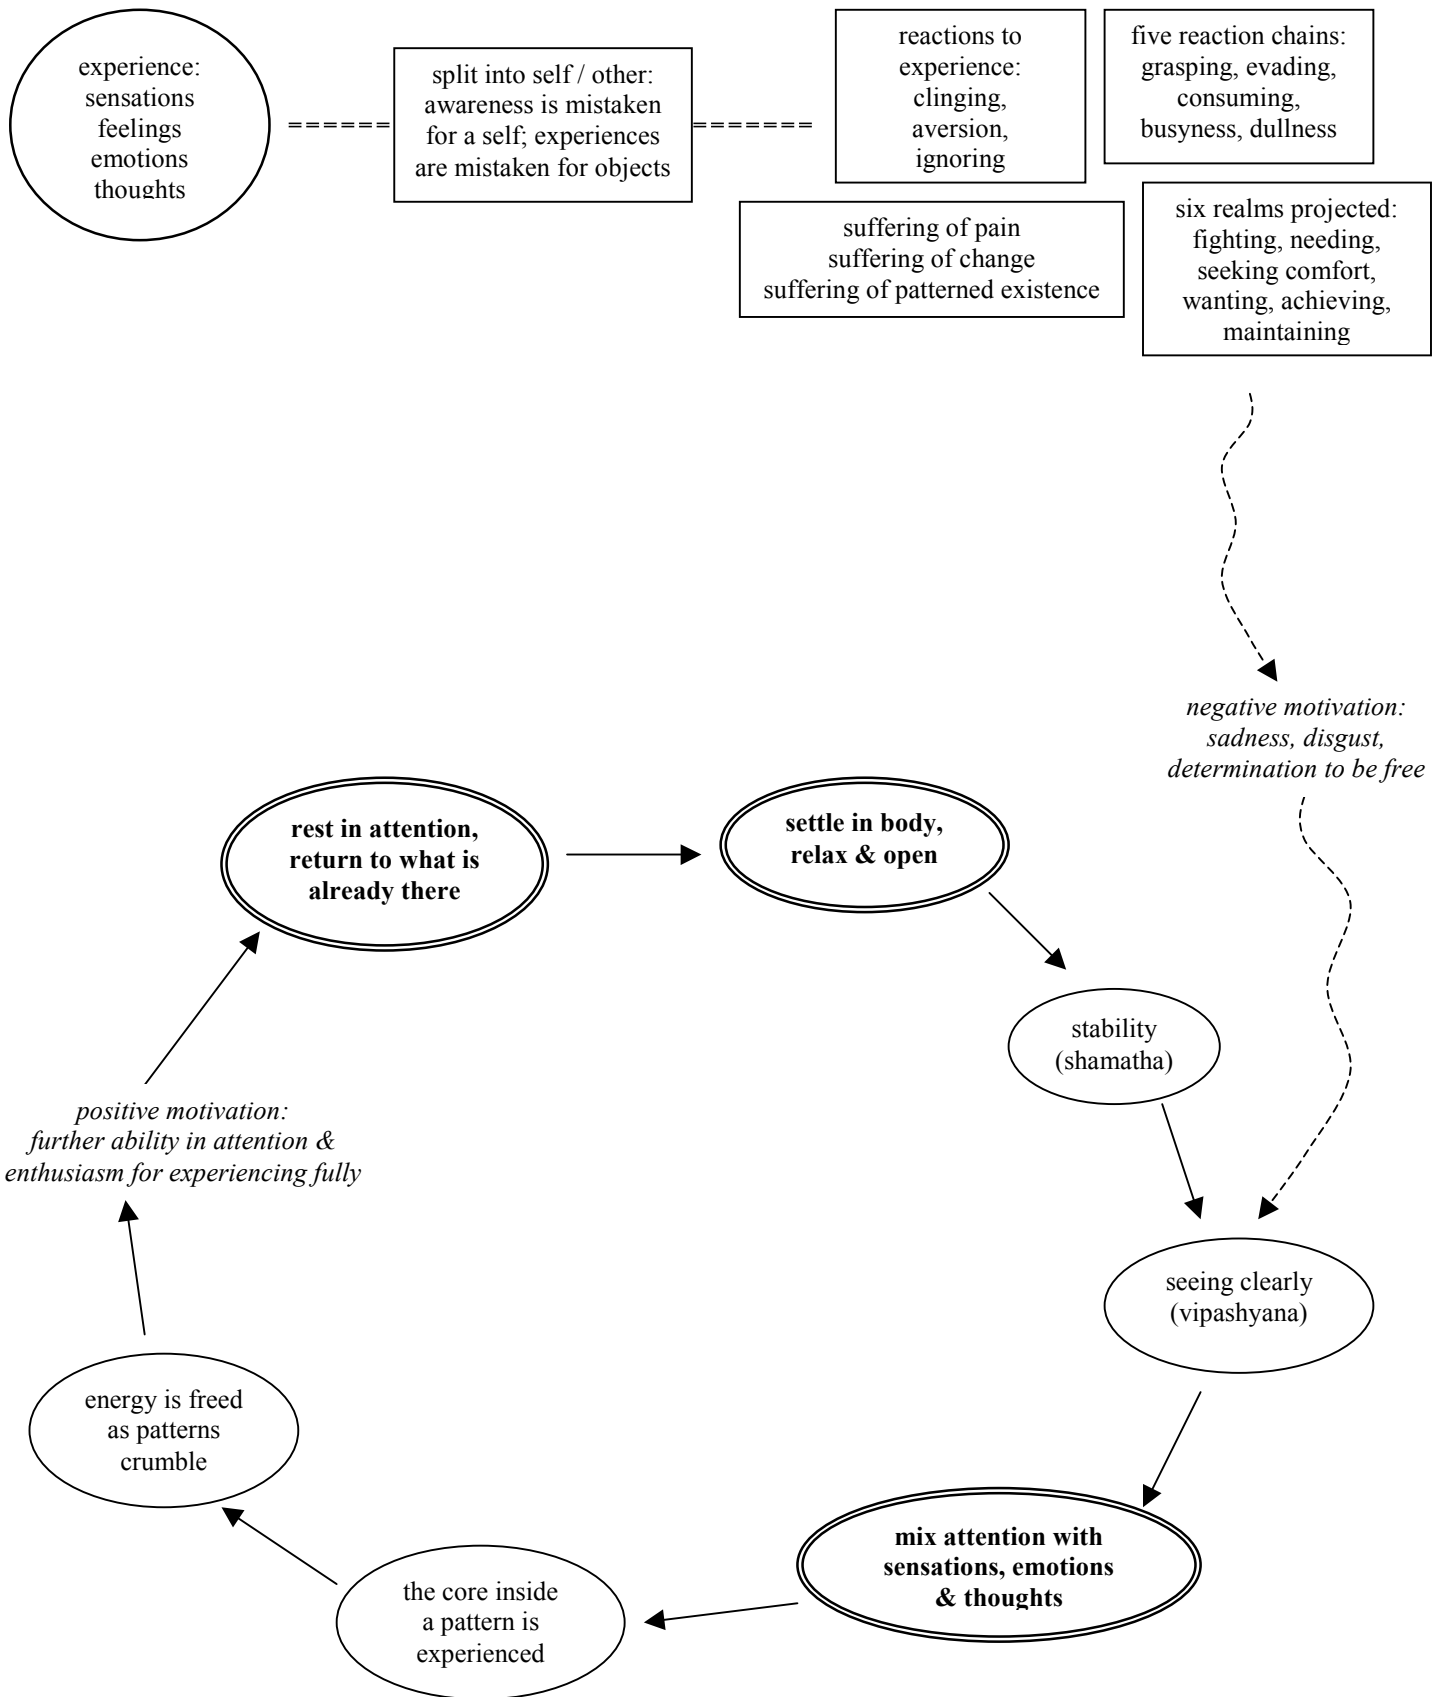 experience:
sensations
feelings
emotions
thoughts
split into self / other:
awareness is mistaken
for a self; experiences
are mistaken for objects
reactions to
experience:
clinging,
aversion,
ignoring
five reaction chains:
grasping, evading,
consuming,
busyness, dullness
suffering of pain
suffering of change
suffering of patterned existence
six realms projected:
fighting, needing,
seeking comfort,
wanting, achieving,
maintaining
negative motivation:
sadness, disgust,
determination to be free
rest in attention,
return to what is
already there
settle in body,
relax & open
stability
(shamatha)
seeing clearly
(vipashyana)
mix attention with
sensations, emotions
& thoughts
the core inside
a pattern is
experienced
energy is freed
as patterns
crumble
positive motivation:
further ability in attention &
enthusiasm for experiencing fully